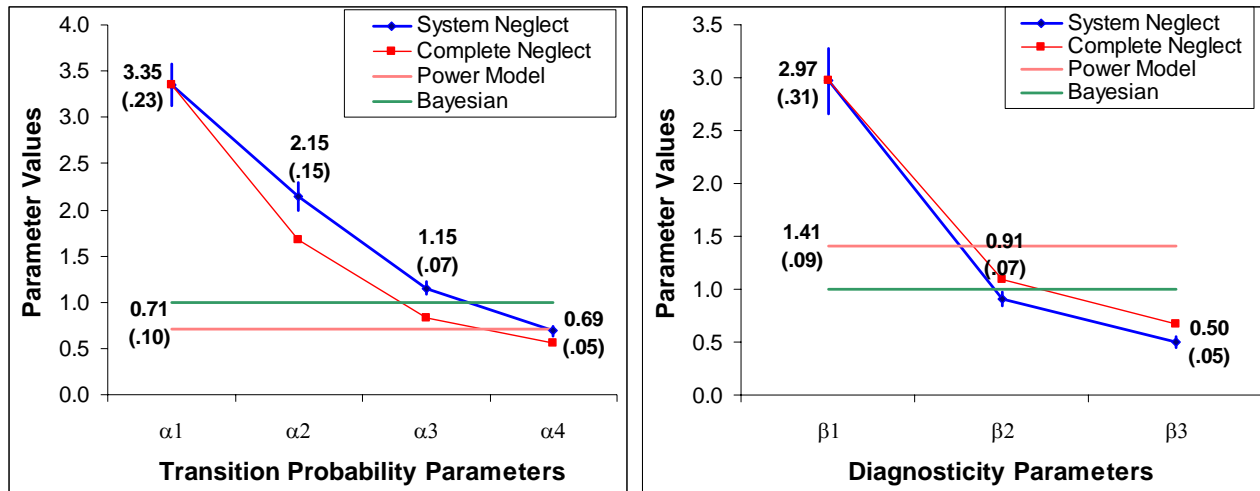 4.0
3.5
3.0
2.5
2.0
1.5
1.0
0.5
0.0
Parameter Values
System Neglect
Complete Neglect
Power Model
Bayesian
3.35
(.23)
2.15
(.15)
1.15
(.07)
0.71
(.10)
0.69
(.05)
α1 α2 α3 α4
Transition Probability Parameters
3.5
3.0
2.5
2.0
1.5
1.0
0.5
0.0
Parameter Values
System Neglect
Complete Neglect
Power Model
Bayesian
2.97
(.31)
1.41
(.09)
0.91
(.07)
0.50
(.05)
β1 β2 β3
Diagnosticity Parameters